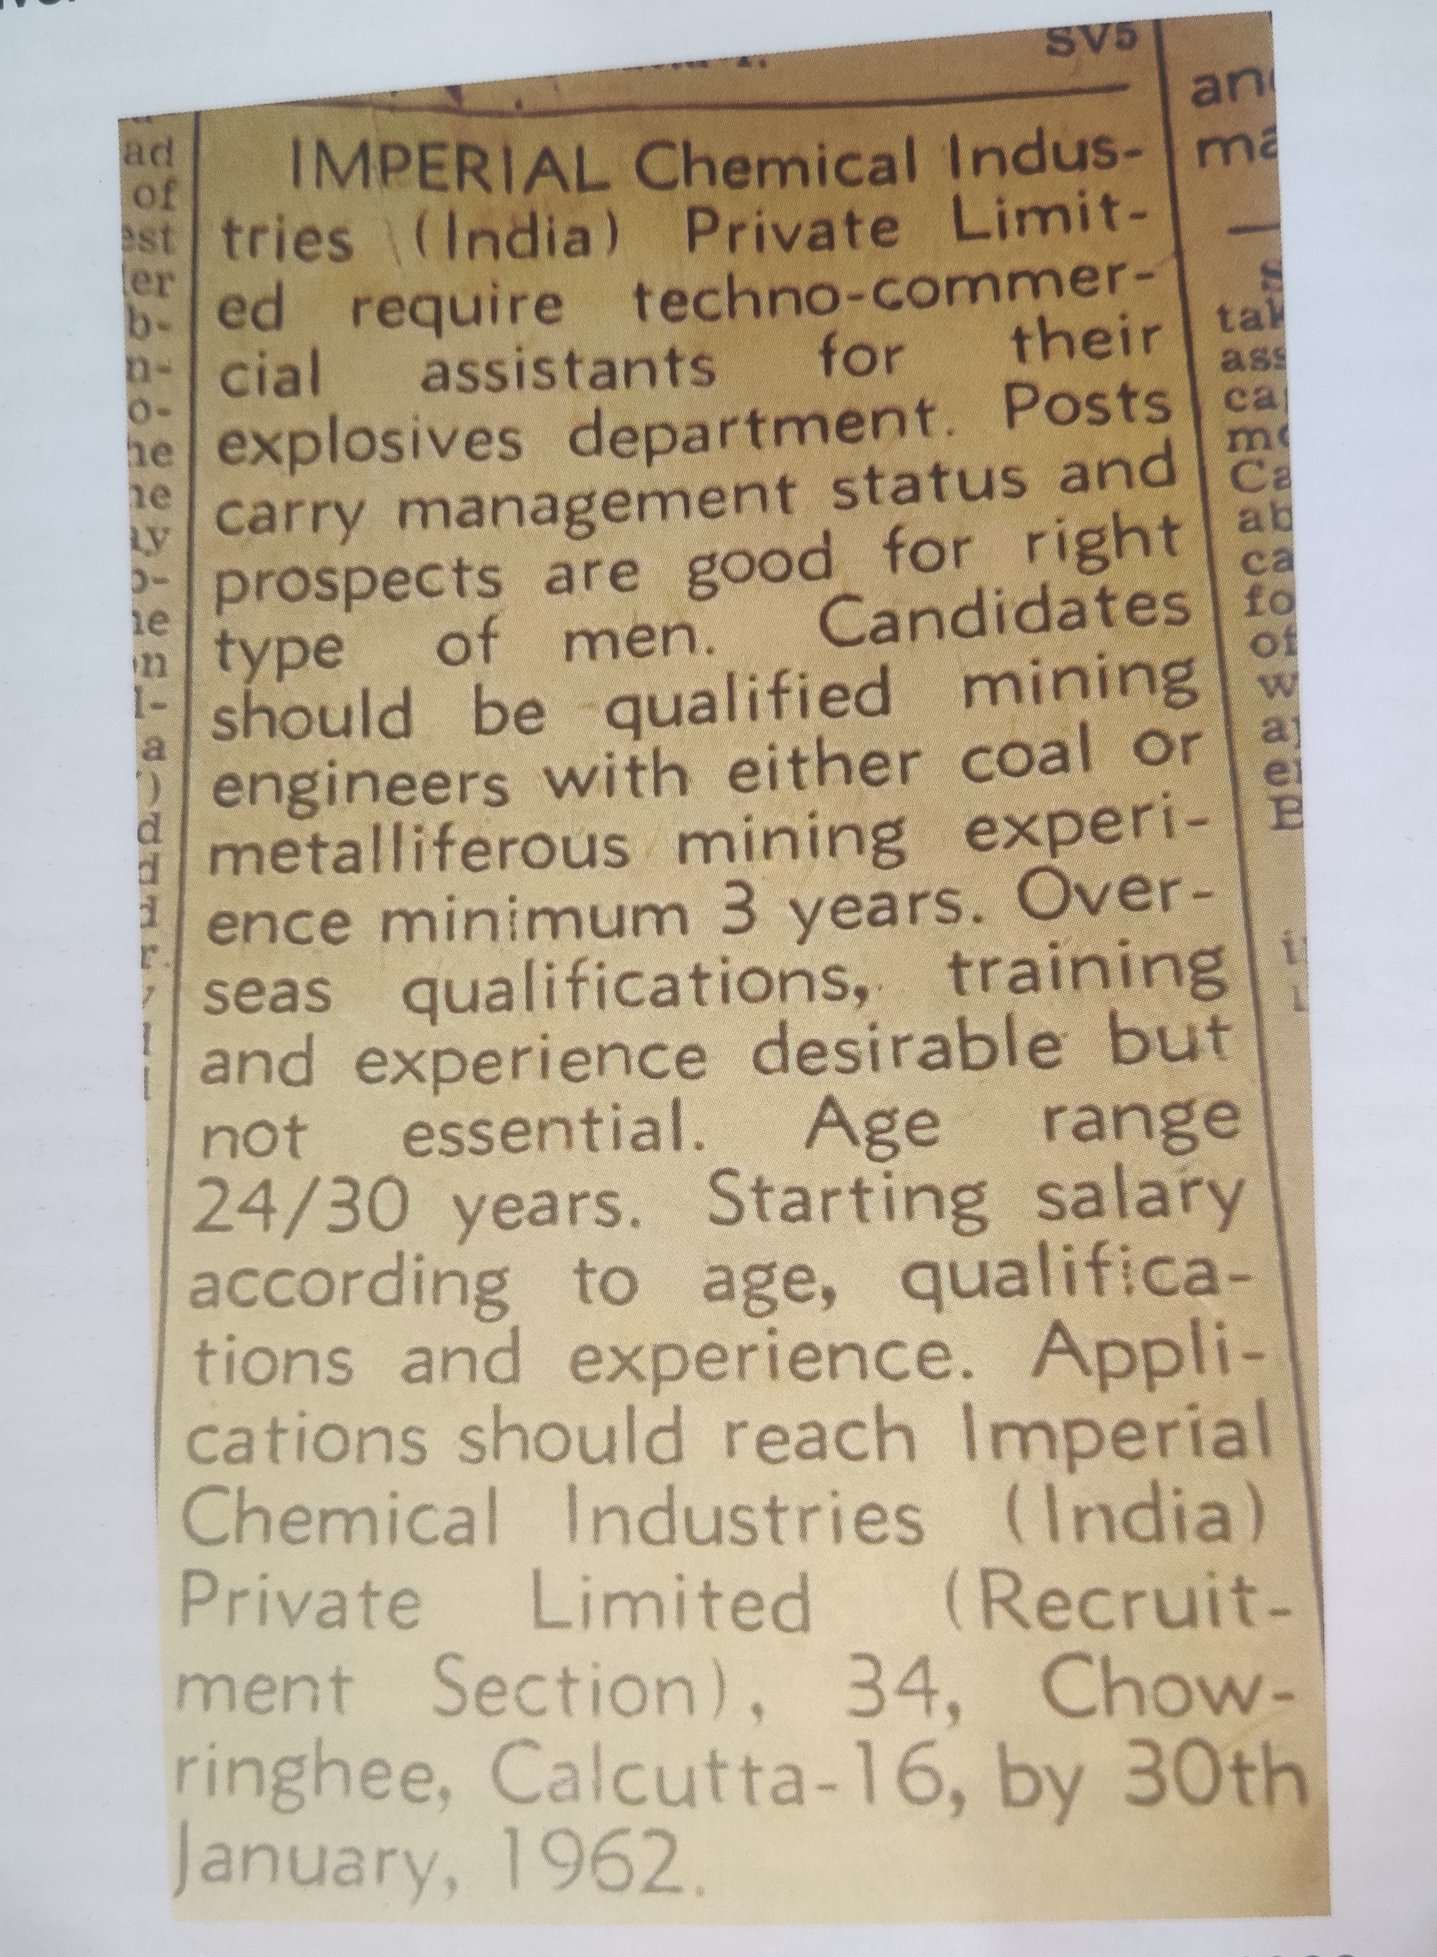 SV5
IMPERIAL Chemical Indus-
tries (India) Private Limit-
ed require techno-commer-
cial assistants for their
explosives department. Posts
carry management status and
prospects are good for right
type of men. Candidates
should be qualified mining
engineers with either coal or
metalliferous mining experi-
ence minimum 3 years. Over-
seas qualifications, training
and experience desirable but
not essential. Age range
24/30 years. Starting salary
according to age, qualifica-
tions and experience. Appli-
cations should reach Imperial
Chemical Industries (India)
Private Limited (Recruit-
ment Section), 34, Chow-
ringhee, Calcutta-16, by 30th
January, 1962.